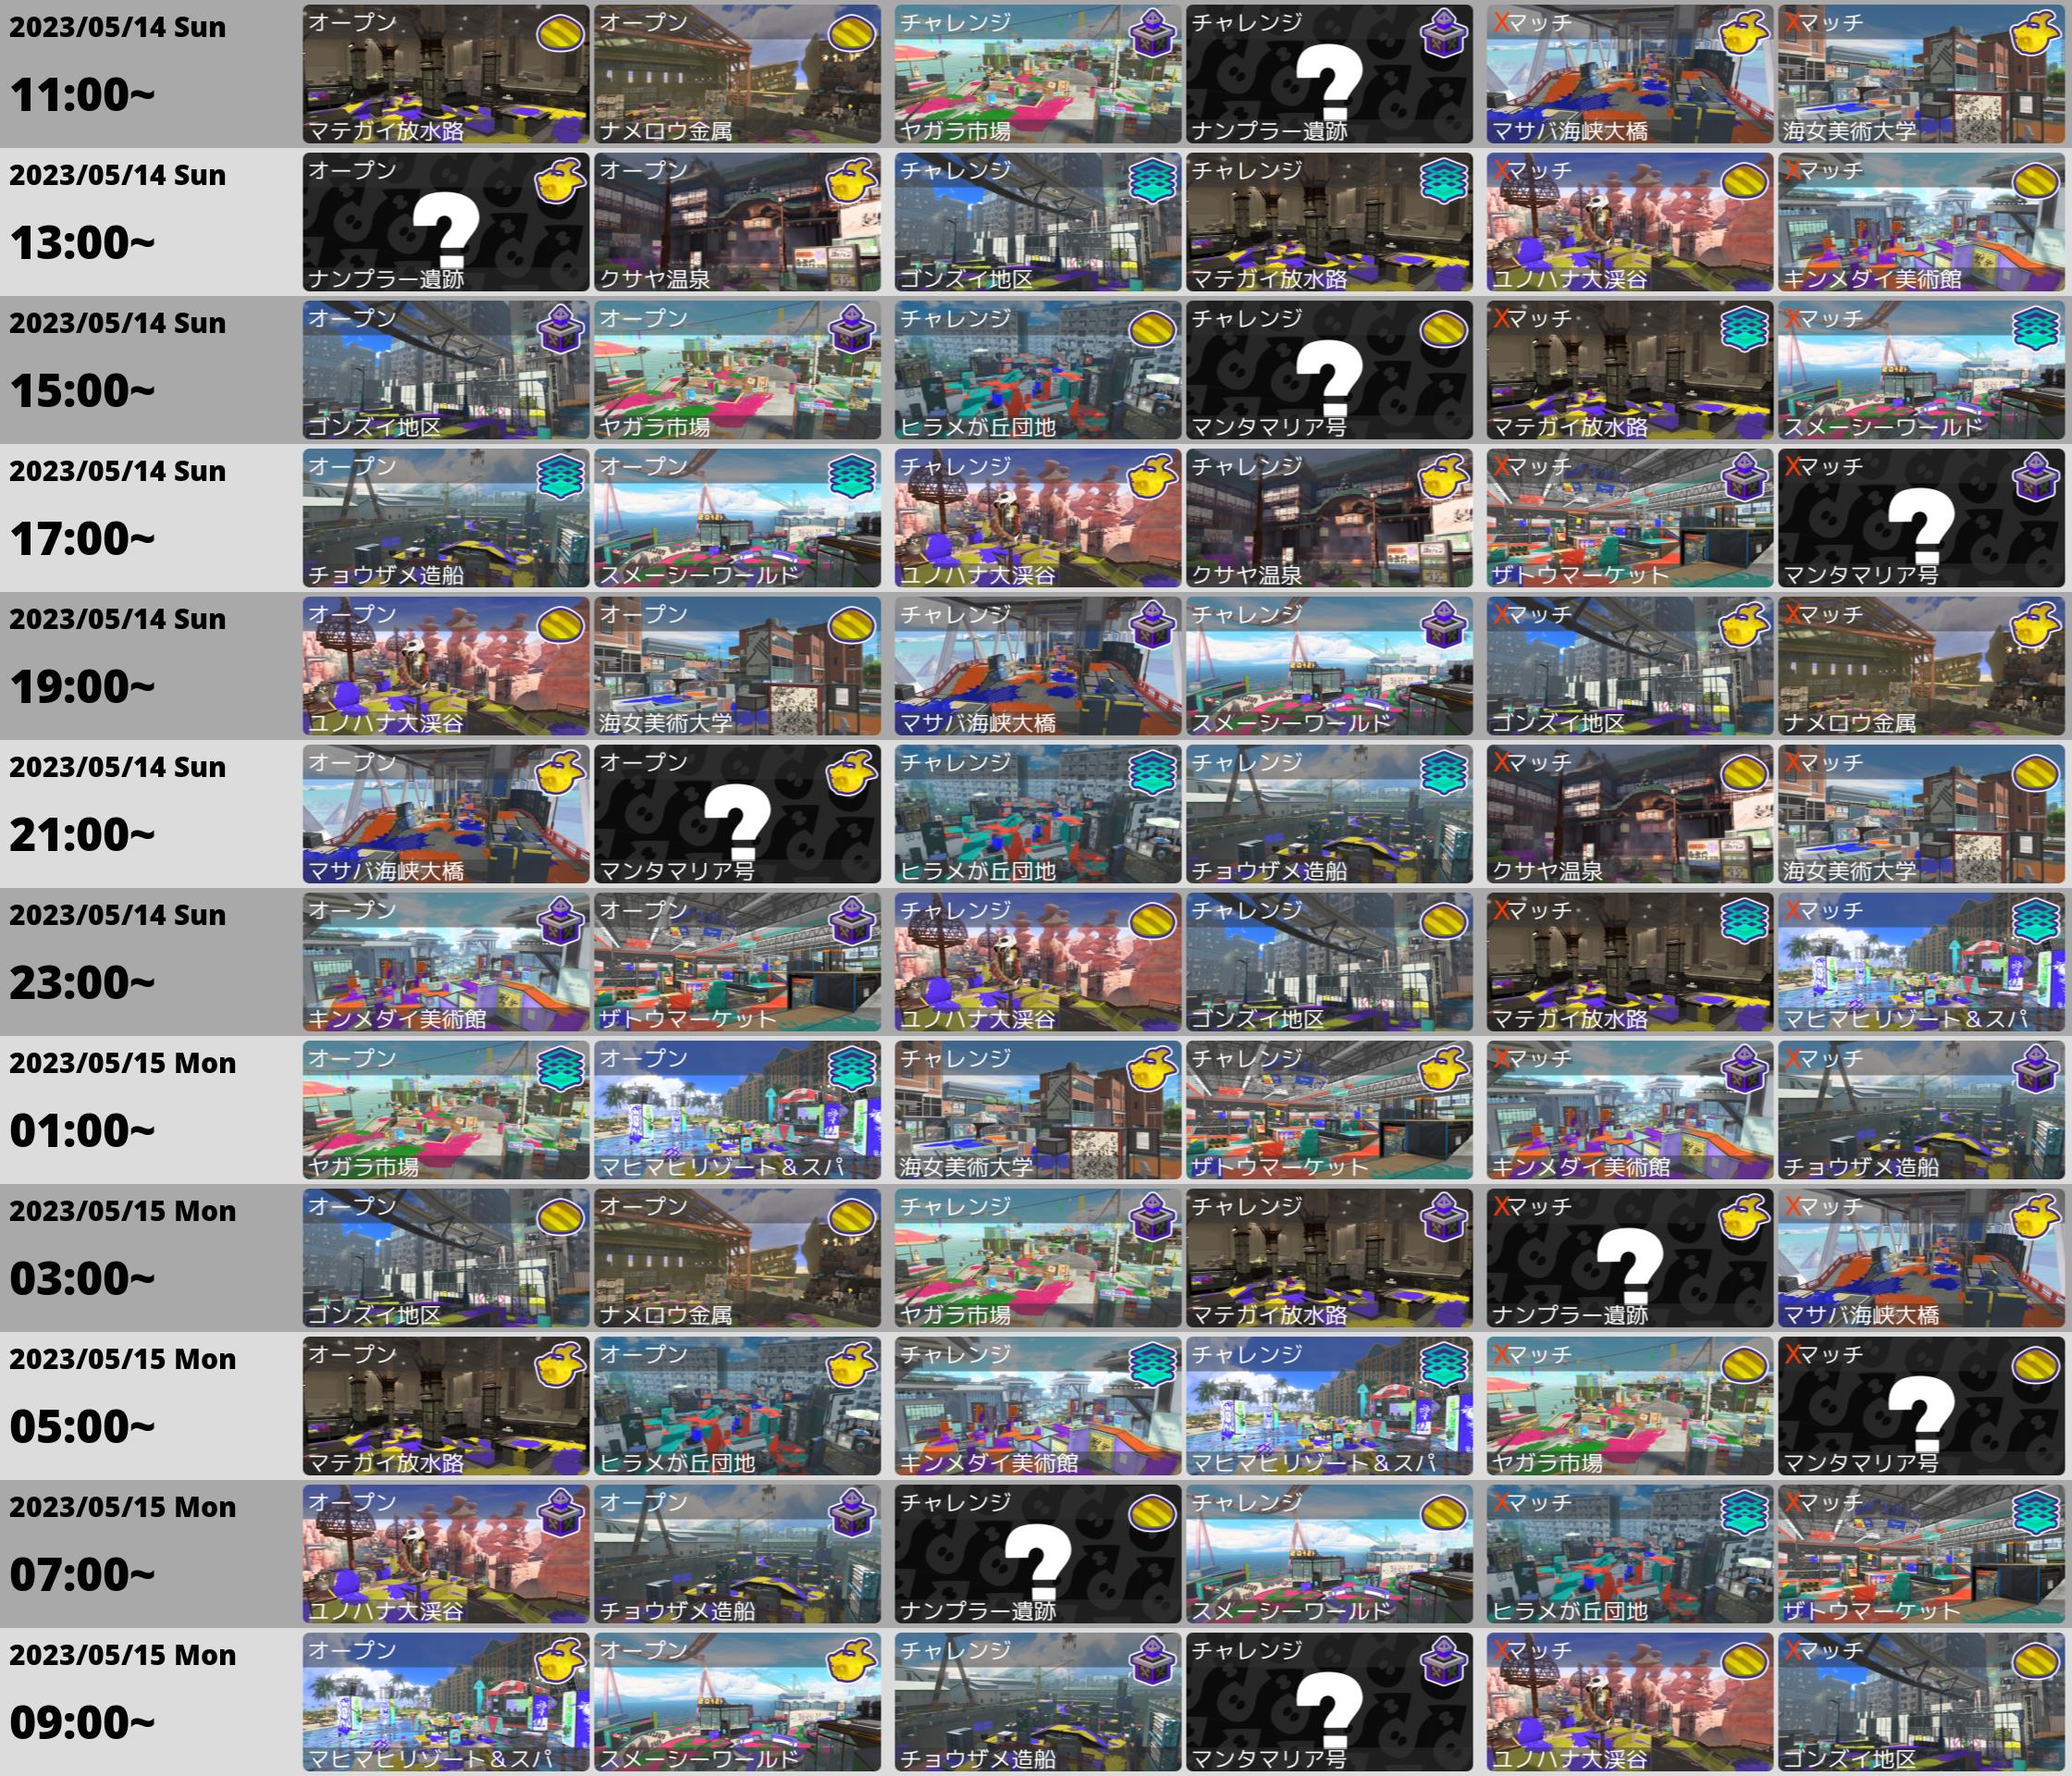 2023/05/14 Sun
11:00~
オープン オープン チャレンジ チャレンジ Xマッチ Xマッチ
マテガイ放水路 ナメロウ金属 ヤガラ市場 ナンプラー遺跡 マサバ海峡大橋 海女美術大学
2023/05/14 Sun
13:00~
オープン オープン チャレンジ チャレンジ Xマッチ Xマッチ
ナンプラー遺跡 クサヤ温泉 ゴンズイ地区 マテガイ放水路 ユノハナ大渓谷 キンメダイ美術館
2023/05/14 Sun
15:00~
オープン オープン チャレンジ チャレンジ Xマッチ Xマッチ
ゴンズイ地区 ヤガラ市場 ヒラメが丘団地 マンタマリア号 マテガイ放水路 スメーシーワールド
2023/05/14 Sun
17:00~
オープン オープン チャレンジ チャレンジ Xマッチ Xマッチ
チョウザメ造船 スメーシーワールド ユノハナ大渓谷 クサヤ温泉 ザトウマーケット マンタマリア号
2023/05/14 Sun
19:00~
オープン オープン チャレンジ チャレンジ Xマッチ Xマッチ
ユノハナ大渓谷 海女美術大学 マサバ海峡大橋 スメーシーワールド ゴンズイ地区 ナメロウ金属
2023/05/14 Sun
21:00~
オープン オープン チャレンジ チャレンジ Xマッチ Xマッチ
マサバ海峡大橋 マンタマリア号 ヒラメが丘団地 チョウザメ造船 クサヤ温泉 海女美術大学
2023/05/14 Sun
23:00~
オープン オープン チャレンジ チャレンジ Xマッチ Xマッチ
キンメダイ美術館 ザトウマーケット ユノハナ大渓谷 ゴンズイ地区 マテガイ放水路 マヒマヒリゾート&スパ
2023/05/15 Mon
01:00~
オープン オープン チャレンジ チャレンジ Xマッチ Xマッチ
ヤガラ市場 マヒマヒリゾート&スパ 海女美術大学 ザトウマーケット キンメダイ美術館 チョウザメ造船
2023/05/15 Mon
03:00~
オープン オープン チャレンジ チャレンジ Xマッチ Xマッチ
ゴンズイ地区 ナメロウ金属 ヤガラ市場 マテガイ放水路 ナンプラー遺跡 マサバ海峡大橋
2023/05/15 Mon
05:00~
オープン オープン チャレンジ チャレンジ Xマッチ Xマッチ
マテガイ放水路 ヒラメが丘団地 キンメダイ美術館 マヒマヒリゾート&スパ ヤガラ市場 マンタマリア号
2023/05/15 Mon
07:00~
オープン オープン チャレンジ チャレンジ Xマッチ Xマッチ
ユノハナ大渓谷 チョウザメ造船 ナンプラー遺跡 スメーシーワールド ヒラメが丘団地 ザトウマーケット
2023/05/15 Mon
09:00~
オープン オープン チャレンジ チャレンジ Xマッチ Xマッチ
マヒマヒリゾート&スパ スメーシーワールド チョウザメ造船 マンタマリア号 ユノハナ大渓谷 ゴンズイ地区